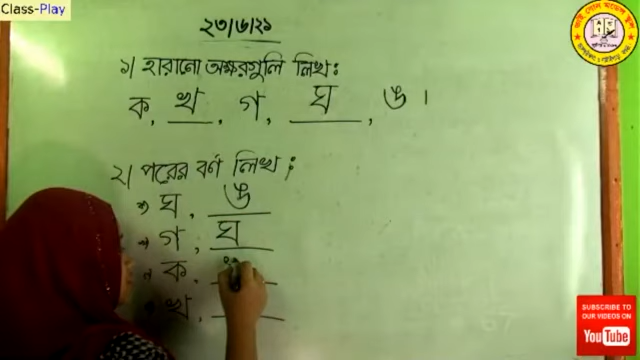 Class-Play
২৩/৬/২১
১| হারানো অক্ষরগুলি লিখ:
ক, খ, গ, ঘ, ঙ।
২| পরের বর্ণ লিখ:
ঘ, ঙ
গ, ঘ
ক,
খ,
SUBSCRIBE TO
OUR VIDEOS ON
YouTube